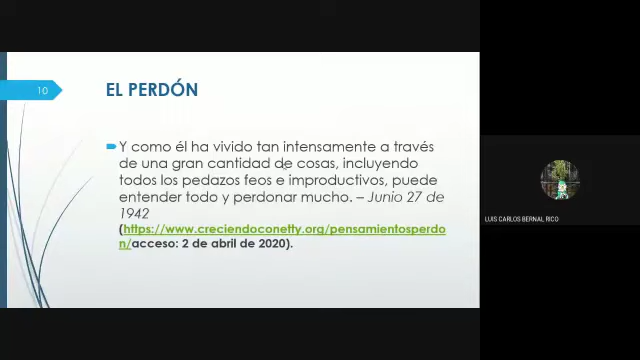 10
EL PERDÓN
Y como él ha vivido tan intensamente a través
de una gran cantidad de cosas, incluyendo
todos los pedazos feos e improductivos, puede
entender todo y perdonar mucho. – Junio 27 de
1942
(https://www.creciendoconetty.org/pensamientosperdo
n/acceso: 2 de abril de 2020).
LUIS CARLOS BERNAL RICO